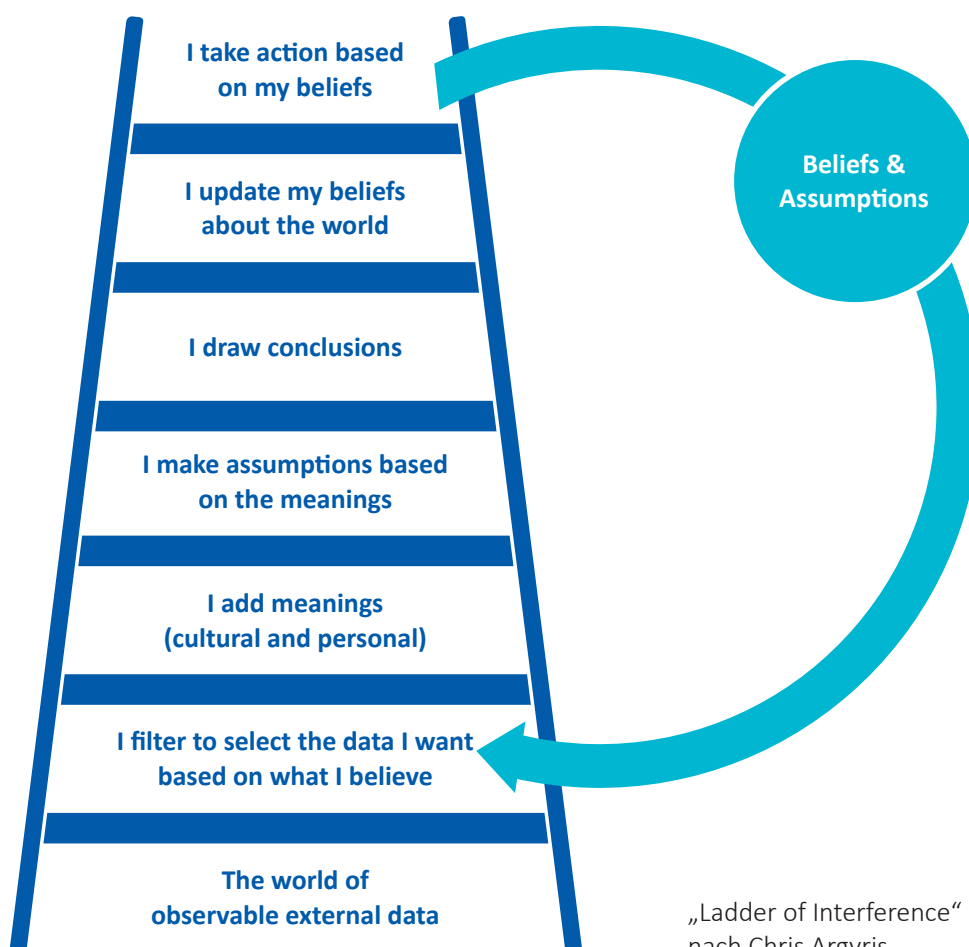 I take action based
on my beliefs
I update my beliefs
about the world
I draw conclusions
I make assumptions based
on the meanings
I add meanings
(cultural and personal)
I filter to select the data I want
based on what I believe
The world of
observable external data
Beliefs &
Assumptions
„Ladder of Interference“
nach Chris Argyris